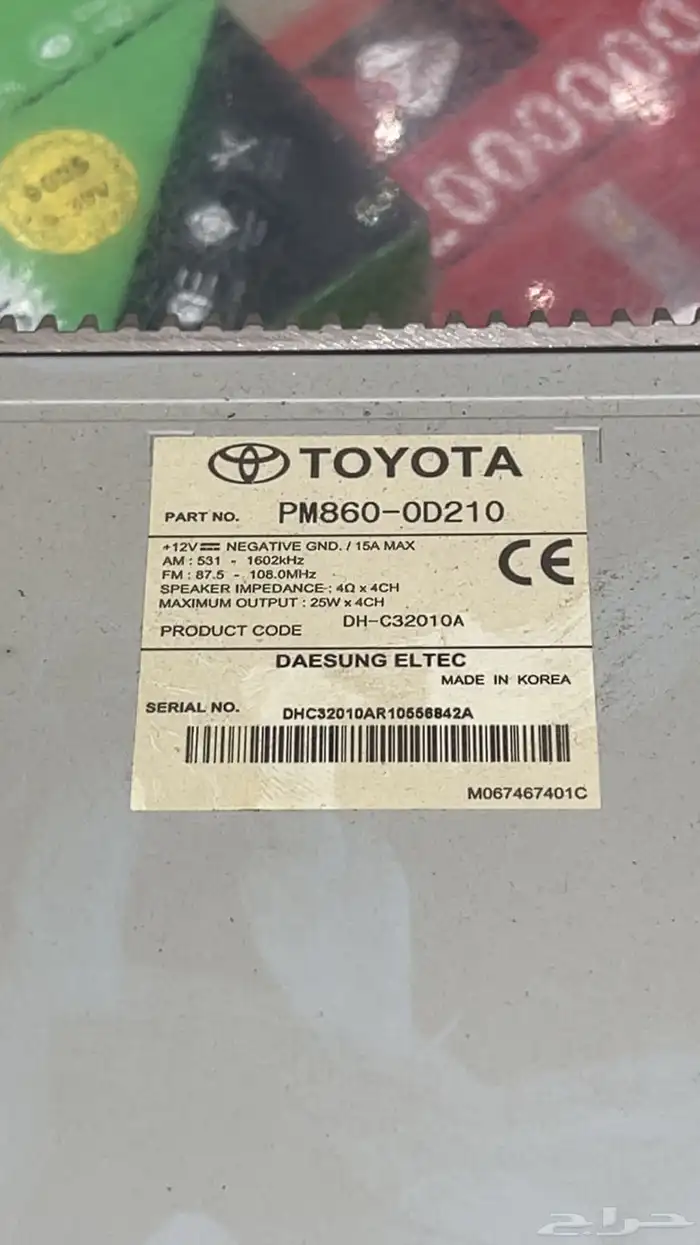 000000
TOYOTA
PART NO. PM860-0D210
+12V NEGATIVE GND. / 15A MAX
AM : 531 - 1602kHz
FM : 87.5 - 108.0MHz
SPEAKER IMPEDANCE : 4Ω x 4CH
MAXIMUM OUTPUT : 25W x 4CH
PRODUCT CODE DH-C32010A
CE
DAESUNG ELTEC
MADE IN KOREA
SERIAL NO. DHC32010AR10556842A
M067467401C
حراج